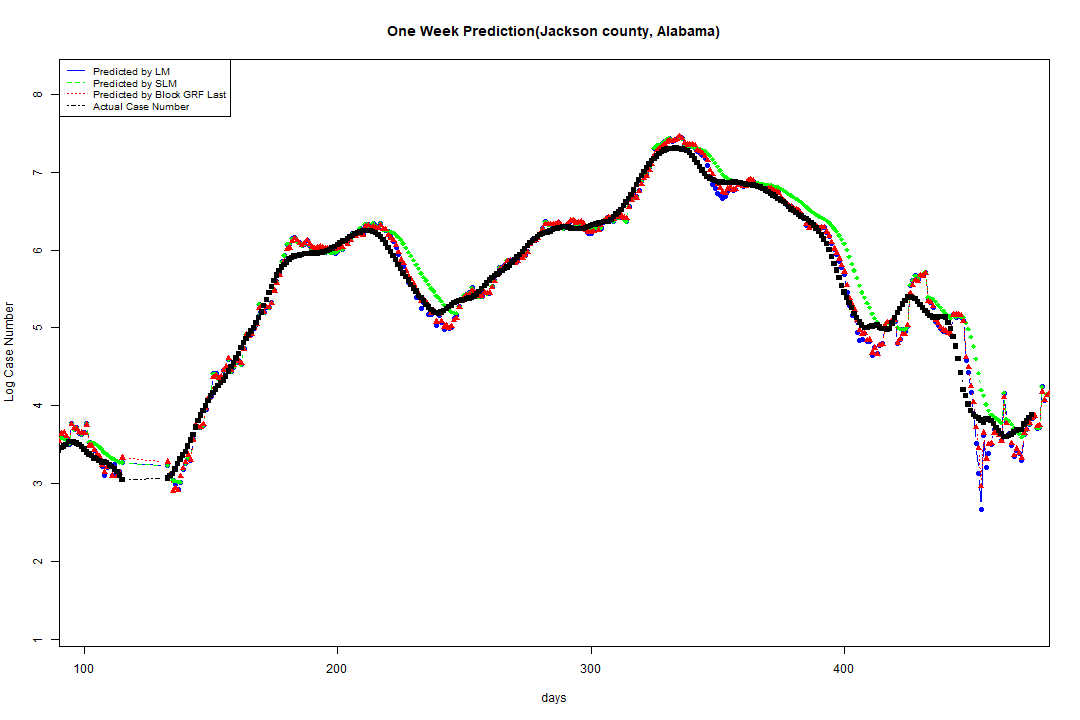 One Week Prediction(Jackson county, Alabama)
Predicted by LM
Predicted by SLM
Predicted by Block GRF Last
Actual Case Number
8
7
6
5
4
3
2
1
Log Case Number
100 200 300 400
days